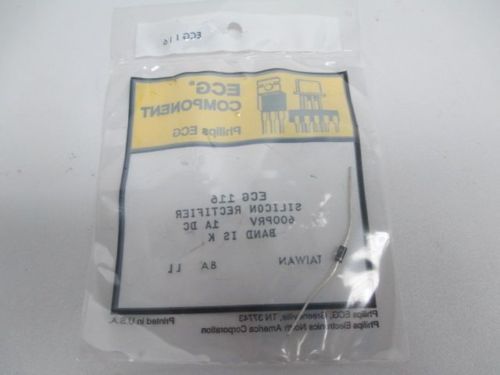 ECG 116
ECG®
COMPONENT
Philips ECG
ECG 116
SILICON RECTIFIER
600PRV 1A DC
BAND IS K
TAIWAN 8A LL
Philips ECG, Greeneville, TN 37743
Philips Electronics North America Corporation
Printed in U.S.A.